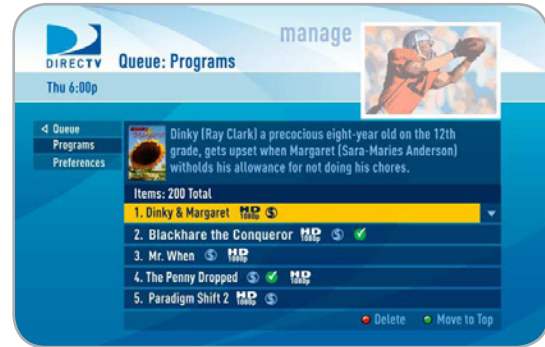 manage
DIRECTV
Queue: Programs
Thu 6:00p
Queue
Programs
Preferences
Dinky (Ray Clark) a precocious eight-year old on the 12th
grade, gets upset when Margaret (Sara-Maries Anderson)
witholds his allowance for not doing his chores.
Items: 200 Total
1. Dinky & Margaret HD 1080p $
2. Blackhare the Conqueror HD 1080p $
3. Mr. When $ HD 1080p
4. The Penny Dropped $ HD 1080p
5. Paradigm Shift 2 HD 1080p $
Delete Move to Top